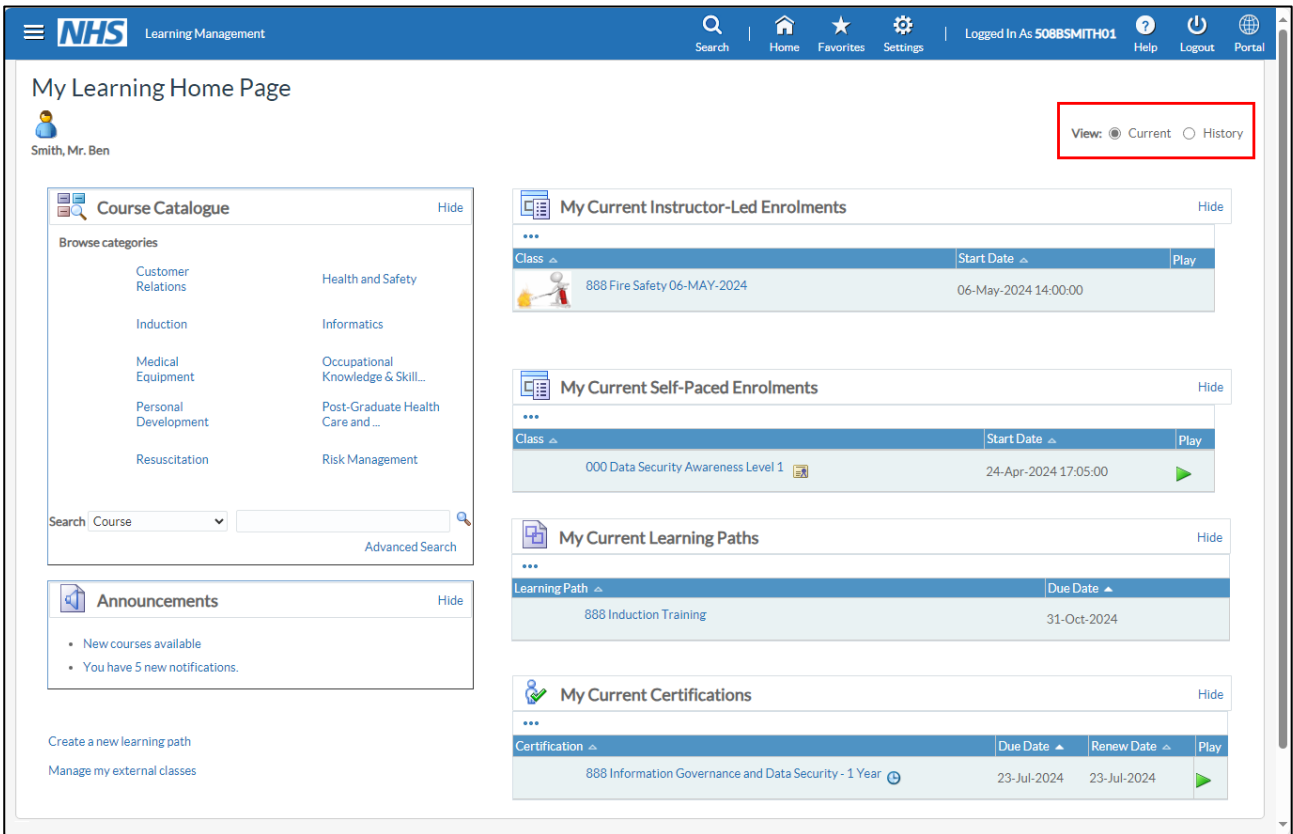 NHS Learning Management
Search Home Favorites Settings Logged In As 508BSMITH01 Help Logout Portal
My Learning Home Page
Smith, Mr. Ben
View: Current History
Course Catalogue Hide
Browse categories
Customer
Relations
Health and Safety
Induction
Informatics
Medical
Equipment
Occupational
Knowledge & Skill...
Personal
Development
Post-Graduate Health
Care and ...
Resuscitation
Risk Management
Search Course
Advanced Search
Announcements Hide
New courses available
You have 5 new notifications.
Create a new learning path
Manage my external classes
My Current Instructor-Led Enrolments Hide
Class Start Date Play
888 Fire Safety 06-MAY-2024 06-May-2024 14:00:00
My Current Self-Paced Enrolments Hide
Class Start Date Play
000 Data Security Awareness Level 1 24-Apr-2024 17:05:00
My Current Learning Paths Hide
Learning Path Due Date
888 Induction Training 31-Oct-2024
My Current Certifications Hide
Certification Due Date Renew Date Play
888 Information Governance and Data Security - 1 Year 23-Jul-2024 23-Jul-2024